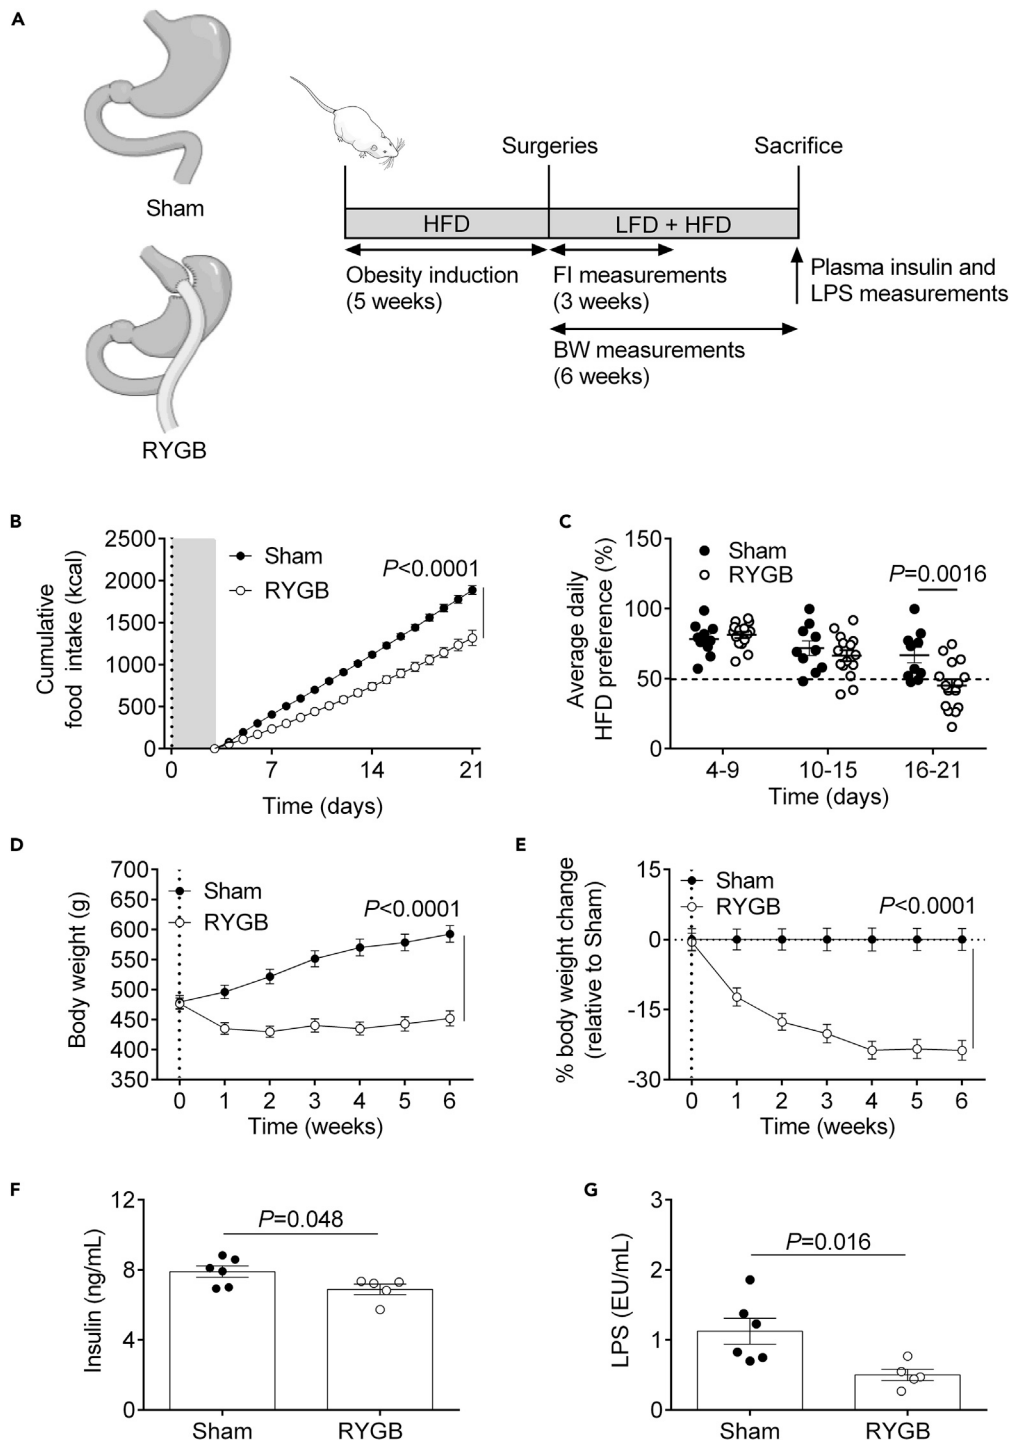 A
Sham
RYGB
Surgeries
Sacrifice
HFD
LFD + HFD
Obesity induction
(5 weeks)
FI measurements
(3 weeks)
BW measurements
(6 weeks)
Plasma insulin and
LPS measurements
B
Cumulative
food intake (kcal)
2500
2000
1500
1000
500
0
Sham
RYGB
P<0.0001
0 7 14 21
Time (days)
C
Average daily
HFD preference (%)
150
100
50
0
Sham
RYGB
P=0.0016
4-9 10-15 16-21
Time (days)
D
Body weight (g)
700
650
600
550
500
450
400
350
Sham
RYGB
P<0.0001
0 1 2 3 4 5 6
Time (weeks)
E
% body weight change
(relative to Sham)
15
0
-15
-30
Sham
RYGB
P<0.0001
0 1 2 3 4 5 6
Time (weeks)
F
Insulin (ng/mL)
12
8
4
0
P=0.048
Sham RYGB
G
LPS (EU/mL)
3
2
1
0
P=0.016
Sham RYGB